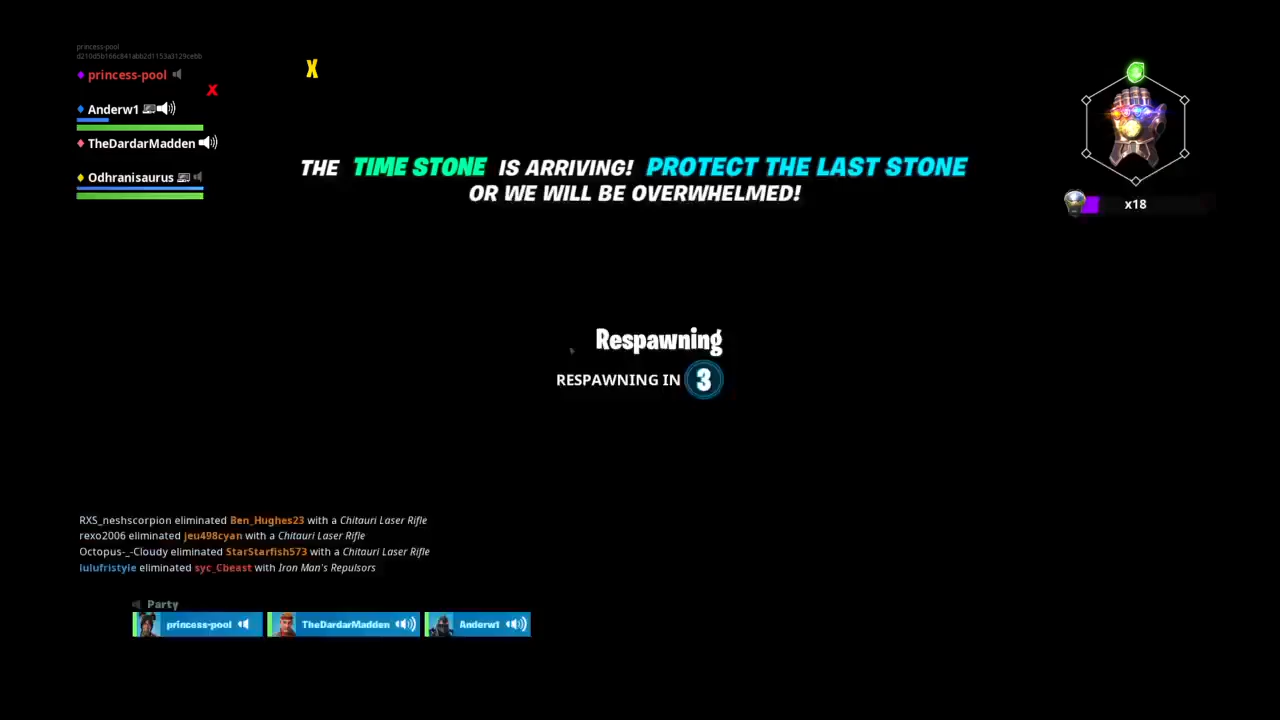 princess-pool
d210d5b166c841abb2d1153a3129cebb
princess-pool
X
X
Anderw1
TheDardarMadden
Odhranisaurus
THE TIME STONE IS ARRIVING! PROTECT THE LAST STONE
OR WE WILL BE OVERWHELMED!
x18
Respawning
RESPAWNING IN 3
RXS_neshscorpion eliminated Ben_Hughes23 with a Chitauri Laser Rifle
rexo2006 eliminated jeu498cyan with a Chitauri Laser Rifle
Octopus-_-Cloudy eliminated StarStarfish573 with a Chitauri Laser Rifle
lulufristyle eliminated syc_Cbeast with Iron Man's Repulsors
Party
princess-pool TheDardarMadden Anderw1